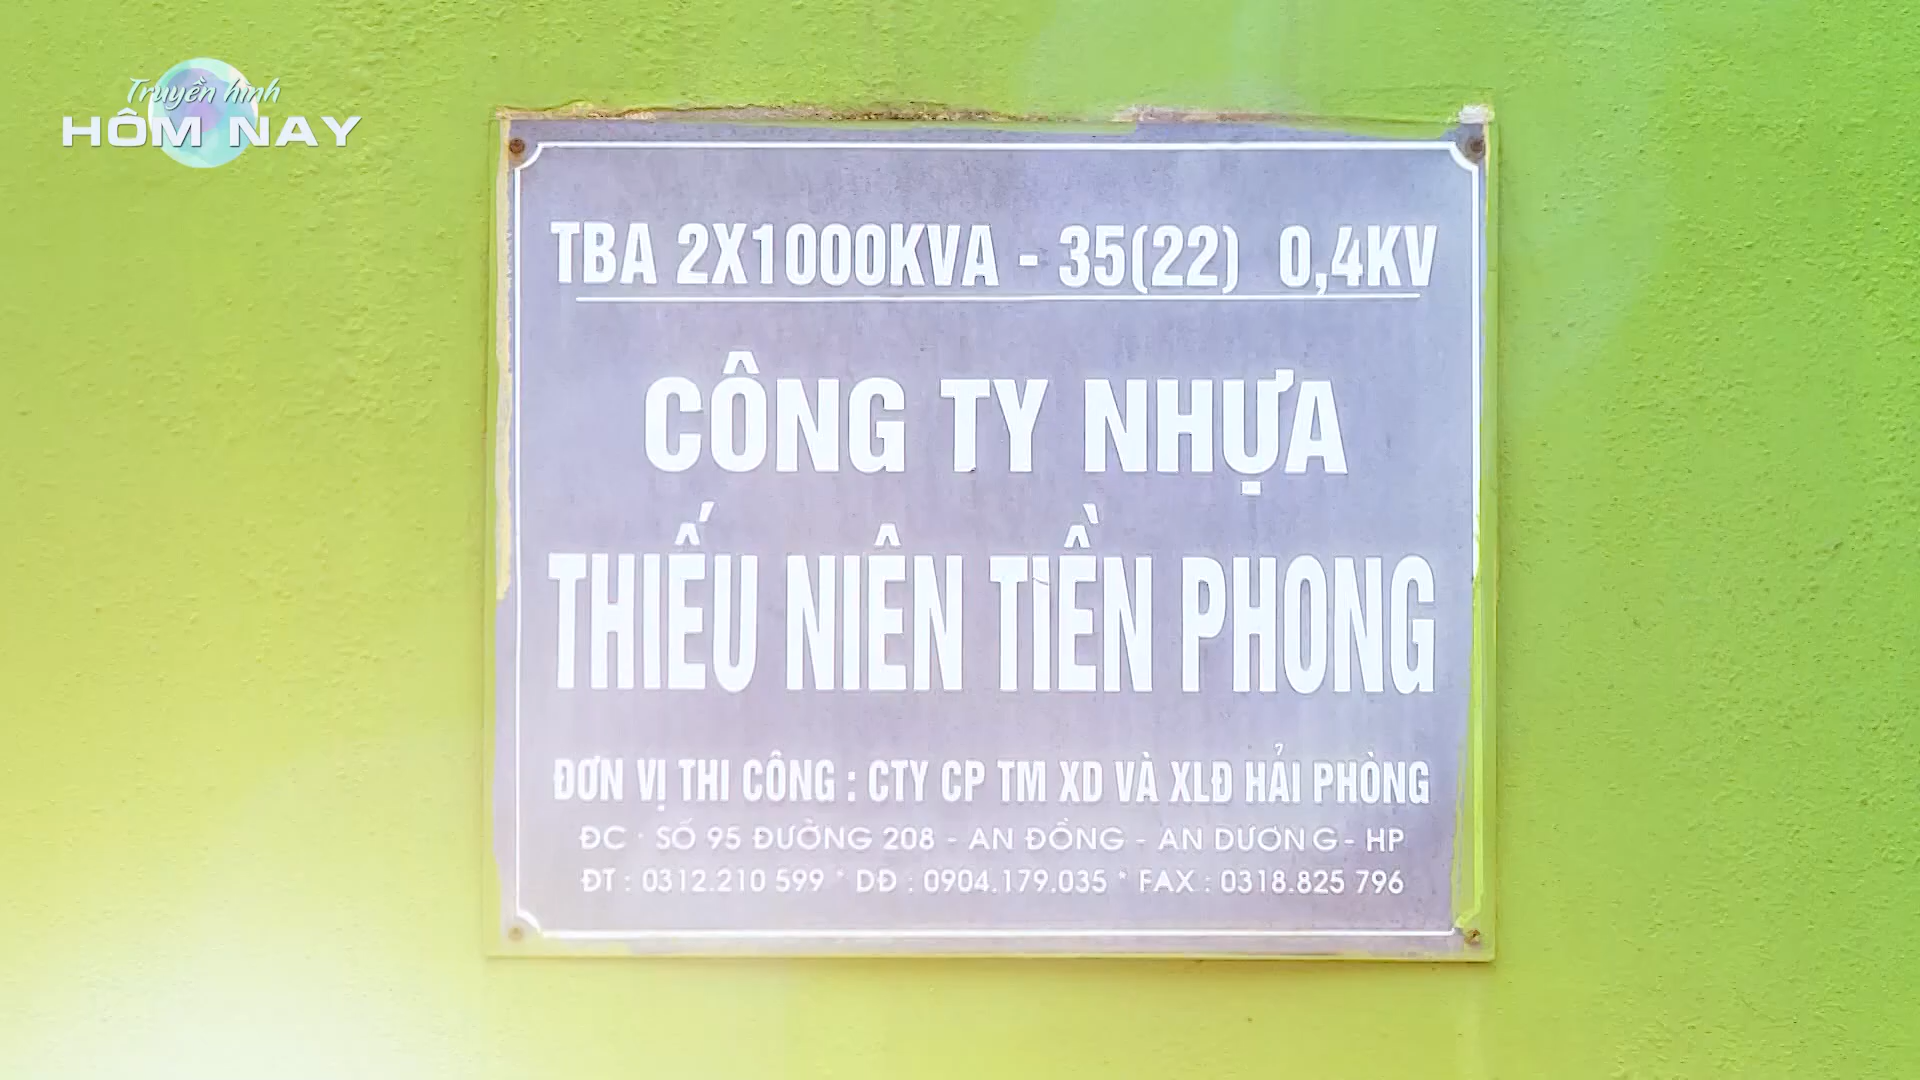 Truyền hình
HÔM NAY
TBA 2X1000KVA - 35(22) 0,4KV
CÔNG TY NHỰA
THIẾU NIÊN TIỀN PHONG
ĐƠN VỊ THI CÔNG : CTY CP TM XD VÀ XLĐ HẢI PHÒNG
ĐC : SỐ 95 ĐƯỜNG 208 - AN ĐỒNG - AN DƯƠNG - HP
ĐT : 0312.210 599 * DĐ : 0904.179.035 * FAX : 0318.825 796